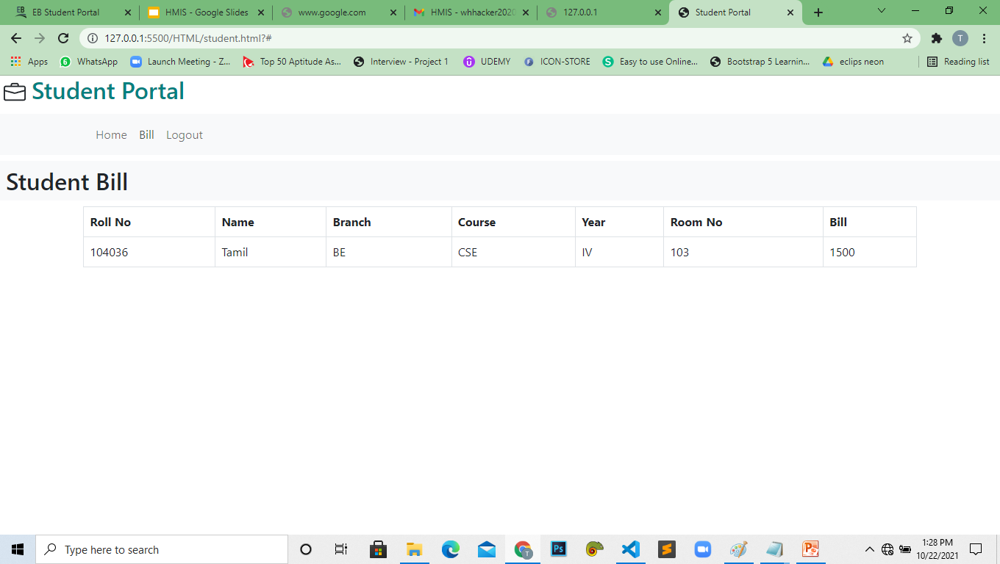 EB Student Portal HMIS - Google Slides www.google.com HMIS - whhacker2020 127.0.0.1 Student Portal
127.0.0.1:5500/HTML/student.html?# T
Apps WhatsApp Launch Meeting - Z... Top 50 Aptitude As... Interview - Project 1 UDEMY ICON-STORE Easy to use Online... Bootstrap 5 Learnin... eclips neon Reading list
Student Portal
Home Bill Logout
Student Bill
Roll No Name Branch Course Year Room No Bill
104036 Tamil BE CSE IV 103 1500
Type here to search
1:28 PM
10/22/2021